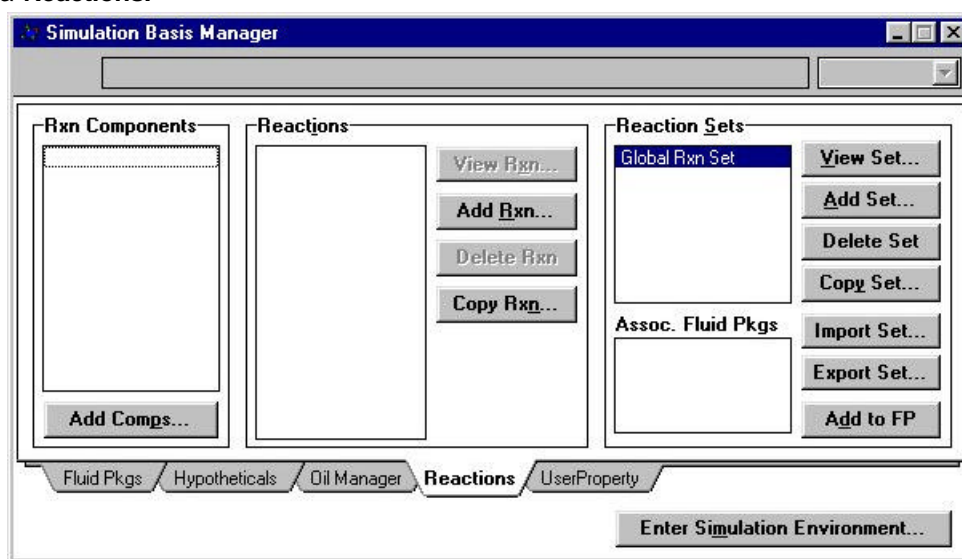 Reactions.
Simulation Basis Manager
Rxn Components
Reactions
Reaction Sets
Global Rxn Set
View Rxn...
Add Rxn...
Delete Rxn
Copy Rxn...
View Set...
Add Set...
Delete Set
Copy Set...
Assoc. Fluid Pkgs
Import Set...
Export Set...
Add to FP
Add Comps...
Fluid Pkgs
Hypotheticals
Oil Manager
Reactions
UserProperty
Enter Simulation Environment...